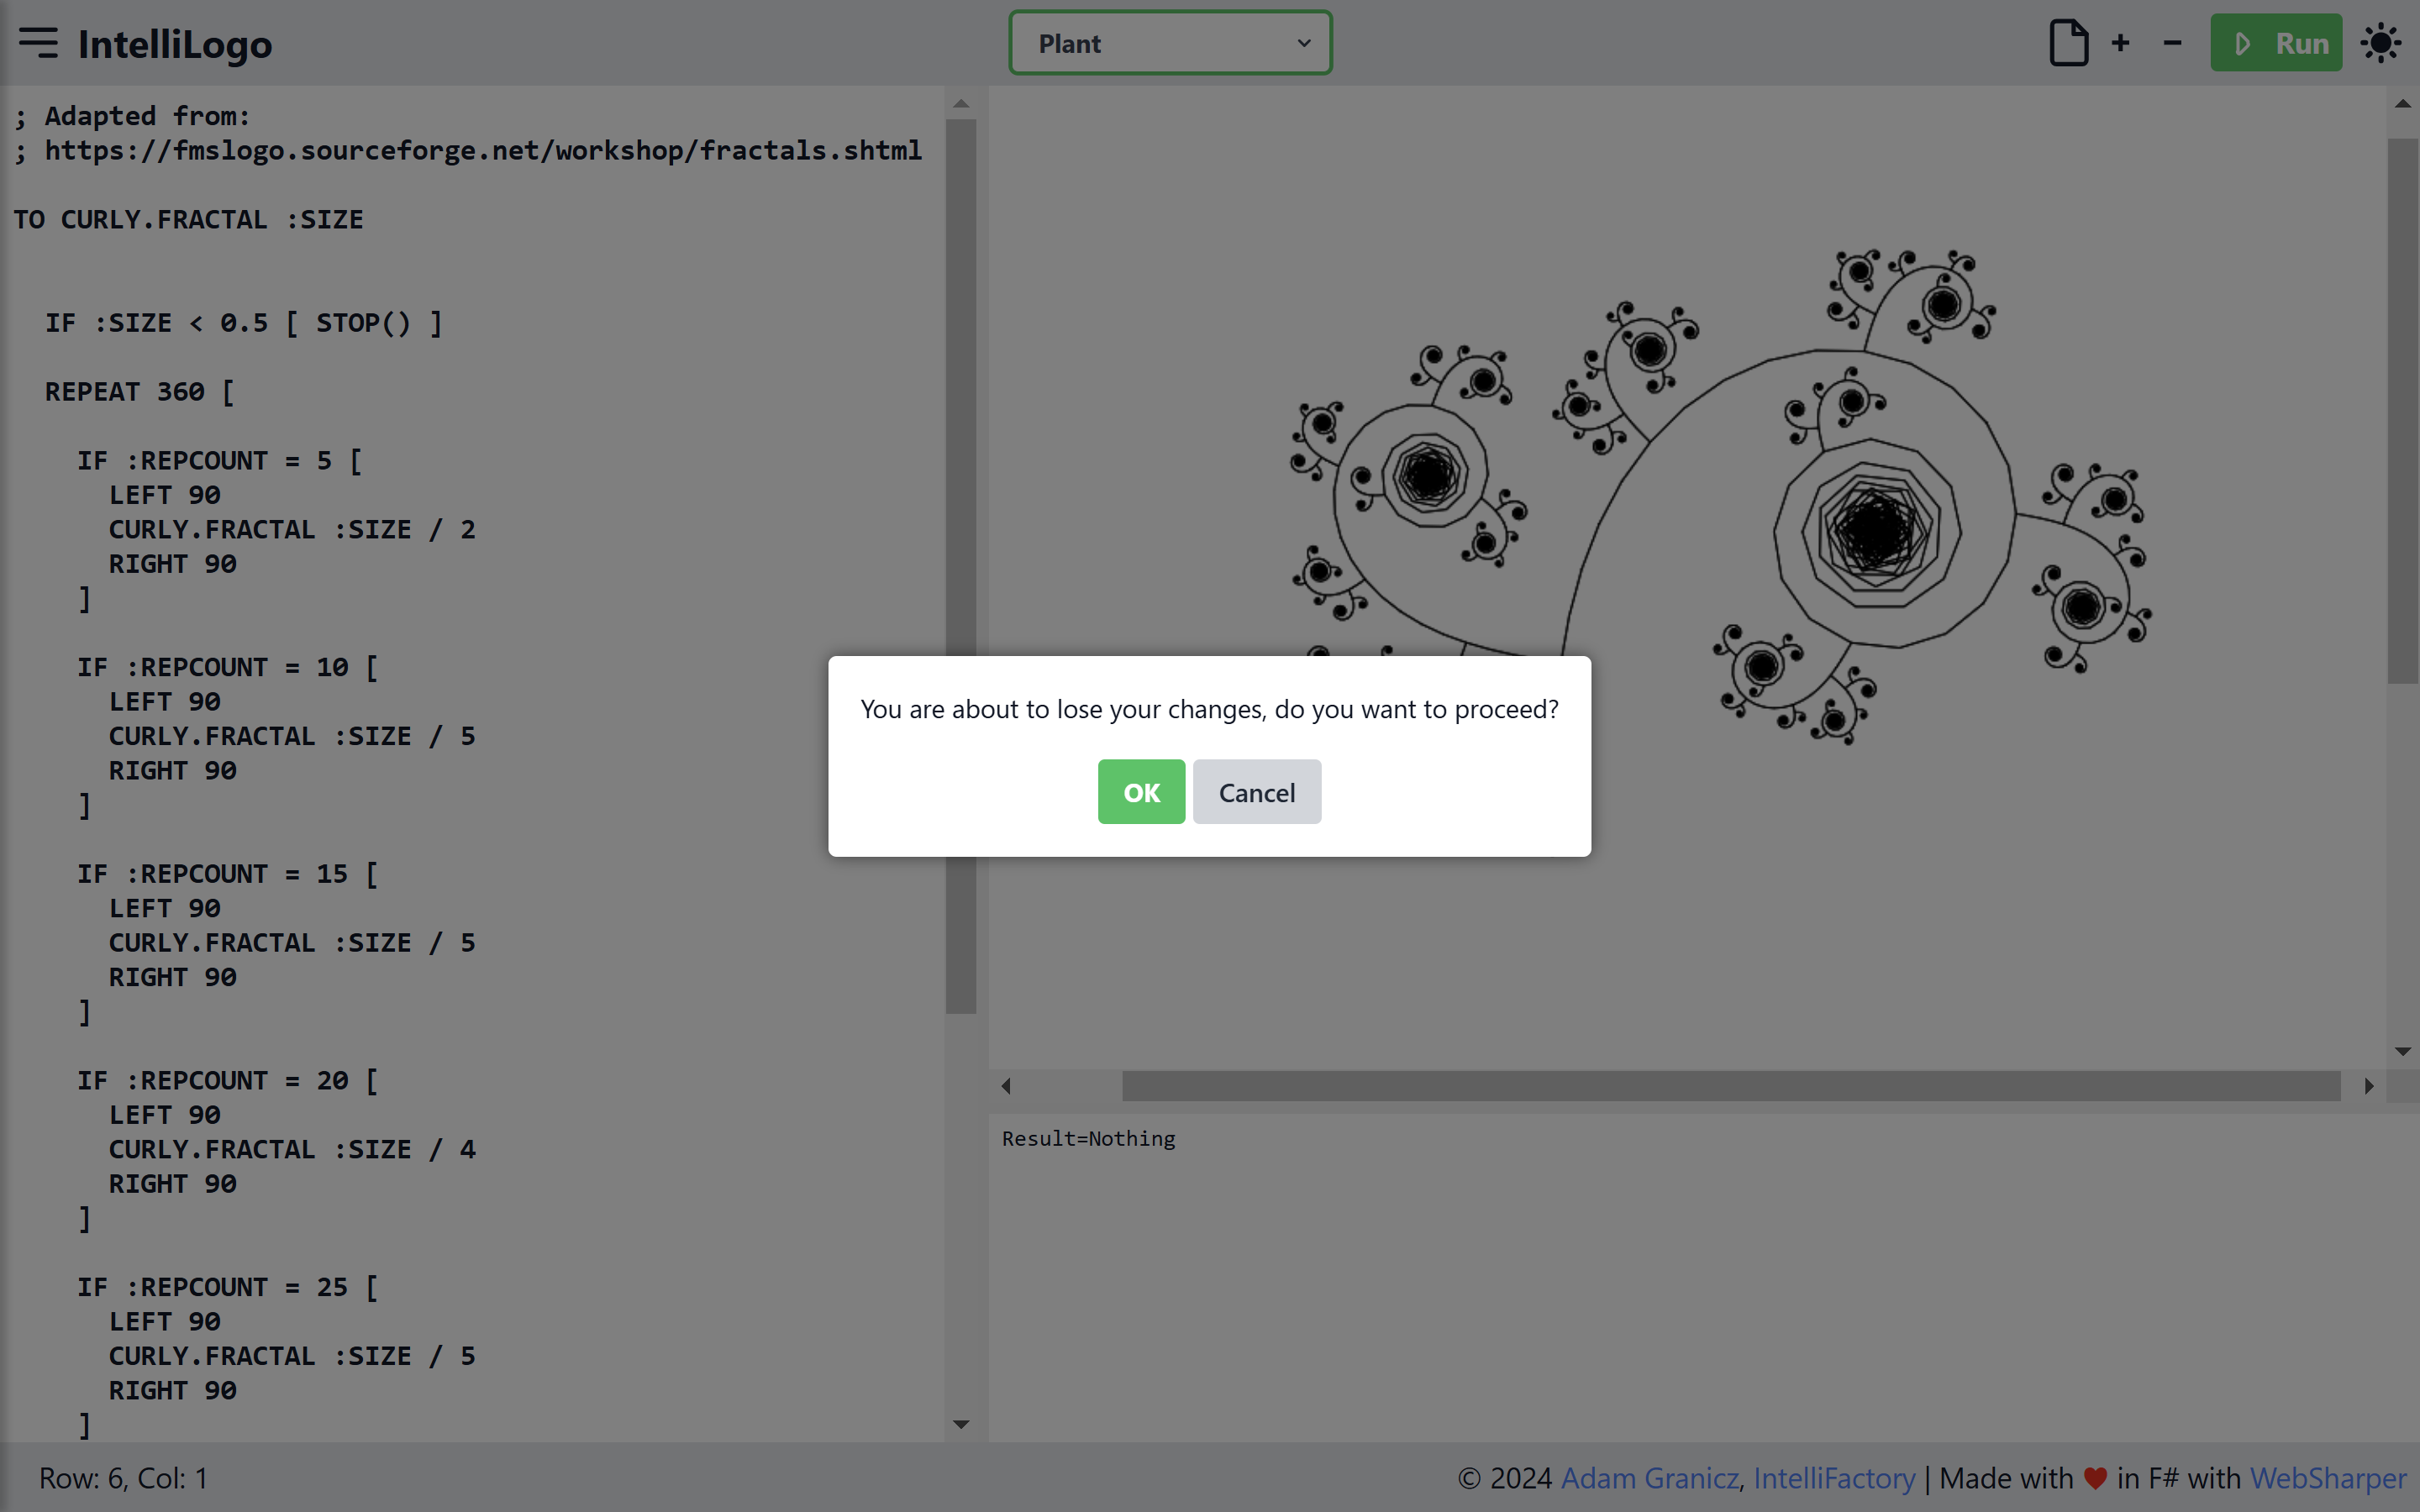 IntelliLogo
Plant
+ − Run
; Adapted from:
; https://fmslogo.sourceforge.net/workshop/fractals.shtml
TO CURLY.FRACTAL :SIZE
IF :SIZE < 0.5 [ STOP() ]
REPEAT 360 [
IF :REPCOUNT = 5 [
LEFT 90
CURLY.FRACTAL :SIZE / 2
RIGHT 90
]
IF :REPCOUNT = 10 [
LEFT 90
CURLY.FRACTAL :SIZE / 5
RIGHT 90
]
IF :REPCOUNT = 15 [
LEFT 90
CURLY.FRACTAL :SIZE / 5
RIGHT 90
]
IF :REPCOUNT = 20 [
LEFT 90
CURLY.FRACTAL :SIZE / 4
RIGHT 90
]
IF :REPCOUNT = 25 [
LEFT 90
CURLY.FRACTAL :SIZE / 5
RIGHT 90
]
You are about to lose your changes, do you want to proceed?
OK Cancel
Result=Nothing
Row: 6, Col: 1
© 2024 Adam Granicz, IntelliFactory | Made with ❤ in F# with WebSharper